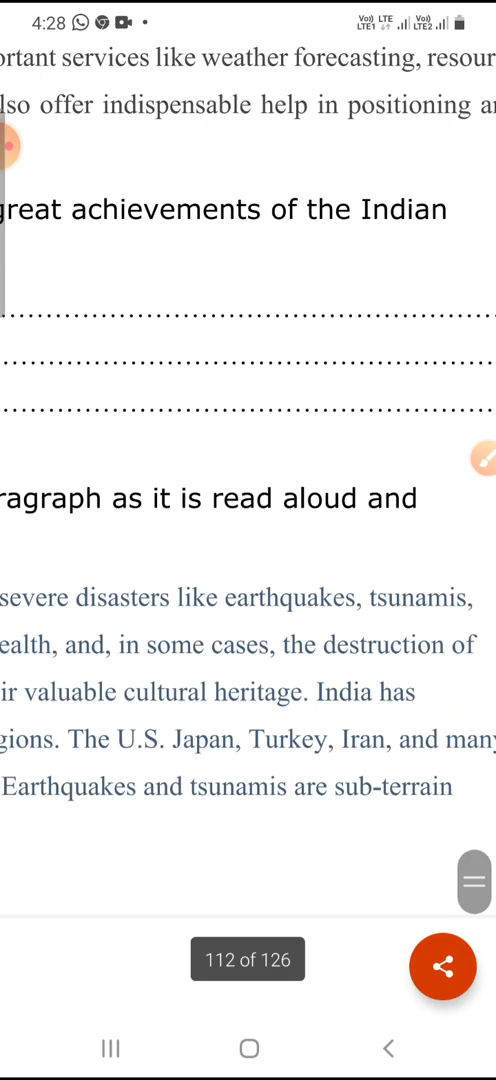 4:28
Vo)) LTE Vo))
LTE1 LTE2
ortant services like weather forecasting, resour
lso offer indispensable help in positioning a
great achievements of the Indian
..................................................
..................................................
..................................................
ragraph as it is read aloud and
severe disasters like earthquakes, tsunamis,
ealth, and, in some cases, the destruction of
ir valuable cultural heritage. India has
gions. The U.S. Japan, Turkey, Iran, and many
Earthquakes and tsunamis are sub-terrain
112 of 126